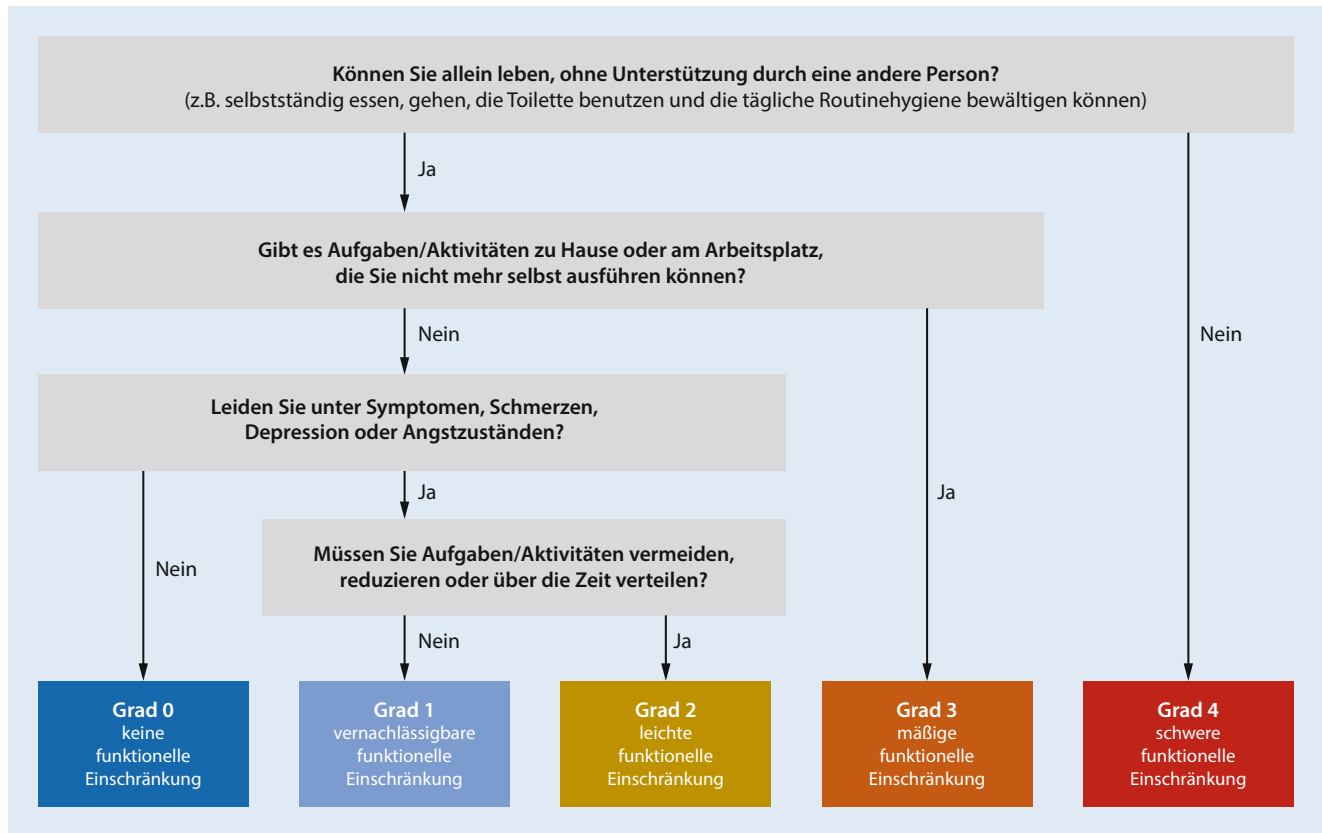 Können Sie allein leben, ohne Unterstützung durch eine andere Person?
(z.B. selbstständig essen, gehen, die Toilette benutzen und die tägliche Routinehygiene bewältigen können)
Ja
Gibt es Aufgaben/Aktivitäten zu Hause oder am Arbeitsplatz,
die Sie nicht mehr selbst ausführen können?
Nein
Nein
Leiden Sie unter Symptomen, Schmerzen,
Depression oder Angstzuständen?
Ja
Ja
Müssen Sie Aufgaben/Aktivitäten vermeiden,
reduzieren oder über die Zeit verteilen?
Nein
Nein
Ja
Grad 0
keine
funktionelle
Einschränkung
Grad 1
vernachlässigbare
funktionelle
Einschränkung
Grad 2
leichte
funktionelle
Einschränkung
Grad 3
mäßige
funktionelle
Einschränkung
Grad 4
schwere
funktionelle
Einschränkung